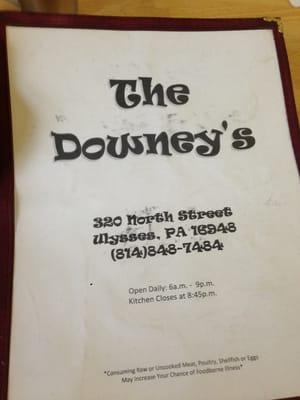 The
Downey's
320 North Street
Ulysses, PA 16948
(814)848-7484
Open Daily: 6a.m. - 9p.m.
Kitchen Closes at 8:45p.m.
*Consuming Raw or Uncooked Meat, Poultry, Shellfish or Eggs
May Increase Your Chance of Foodborne Illness*